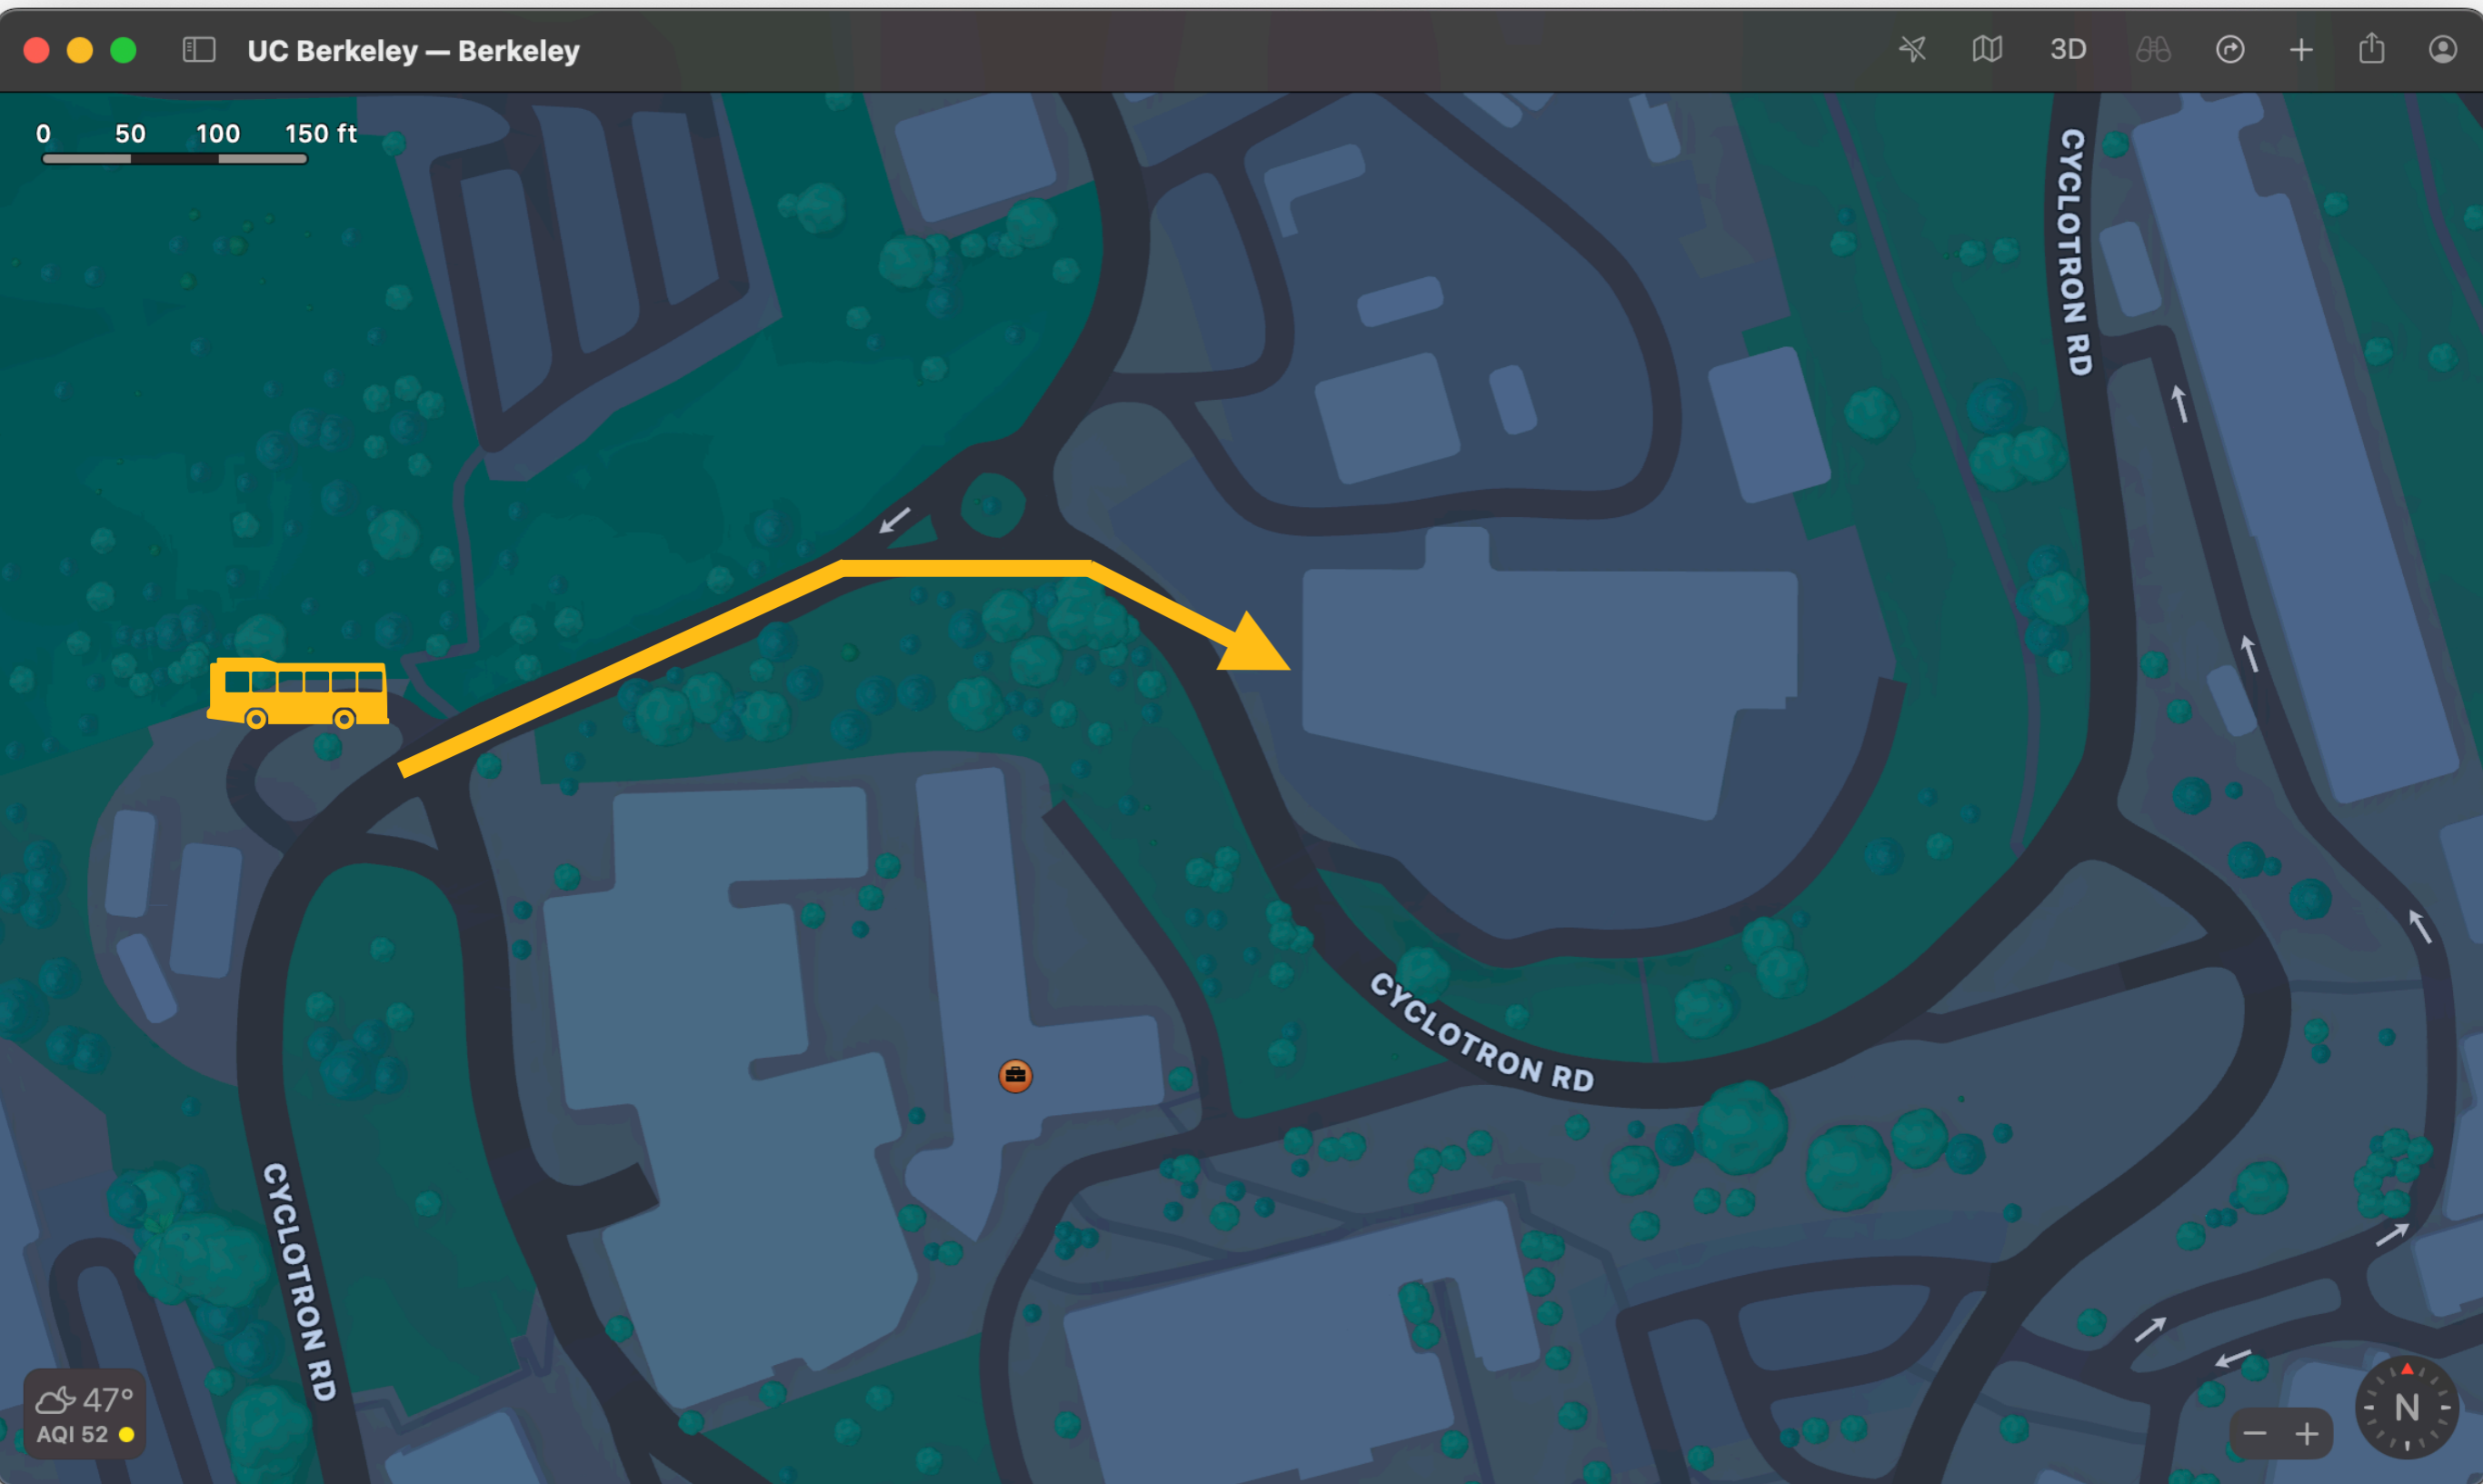 UC Berkeley — Berkeley
3D
0 50 100 150 ft
CYCLOTRON RD
CYCLOTRON RD
CYCLOTRON RD
47°
AQI 52
N